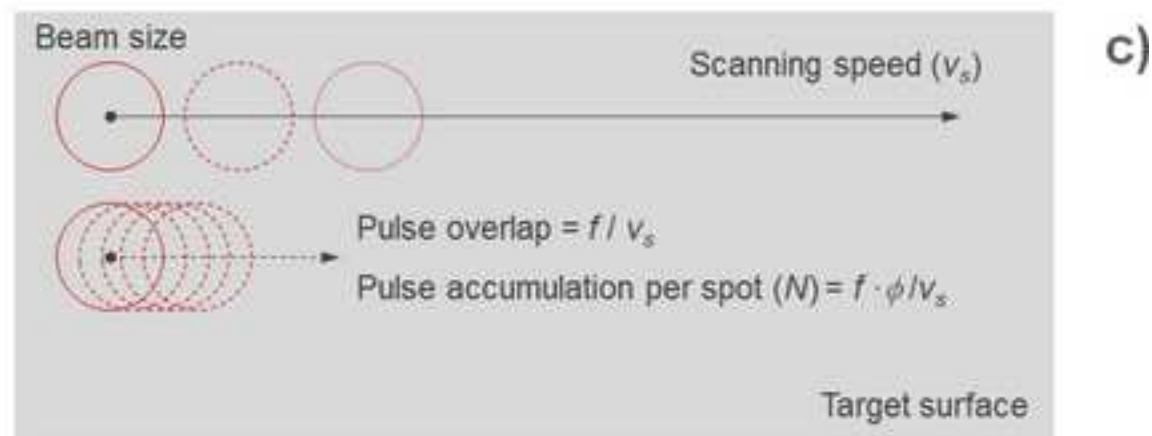 Beam size
c)
Scanning speed (vₛ)
Pulse overlap = f / vₛ
Pulse accumulation per spot (N) = f · ϕ/vₛ
Target surface